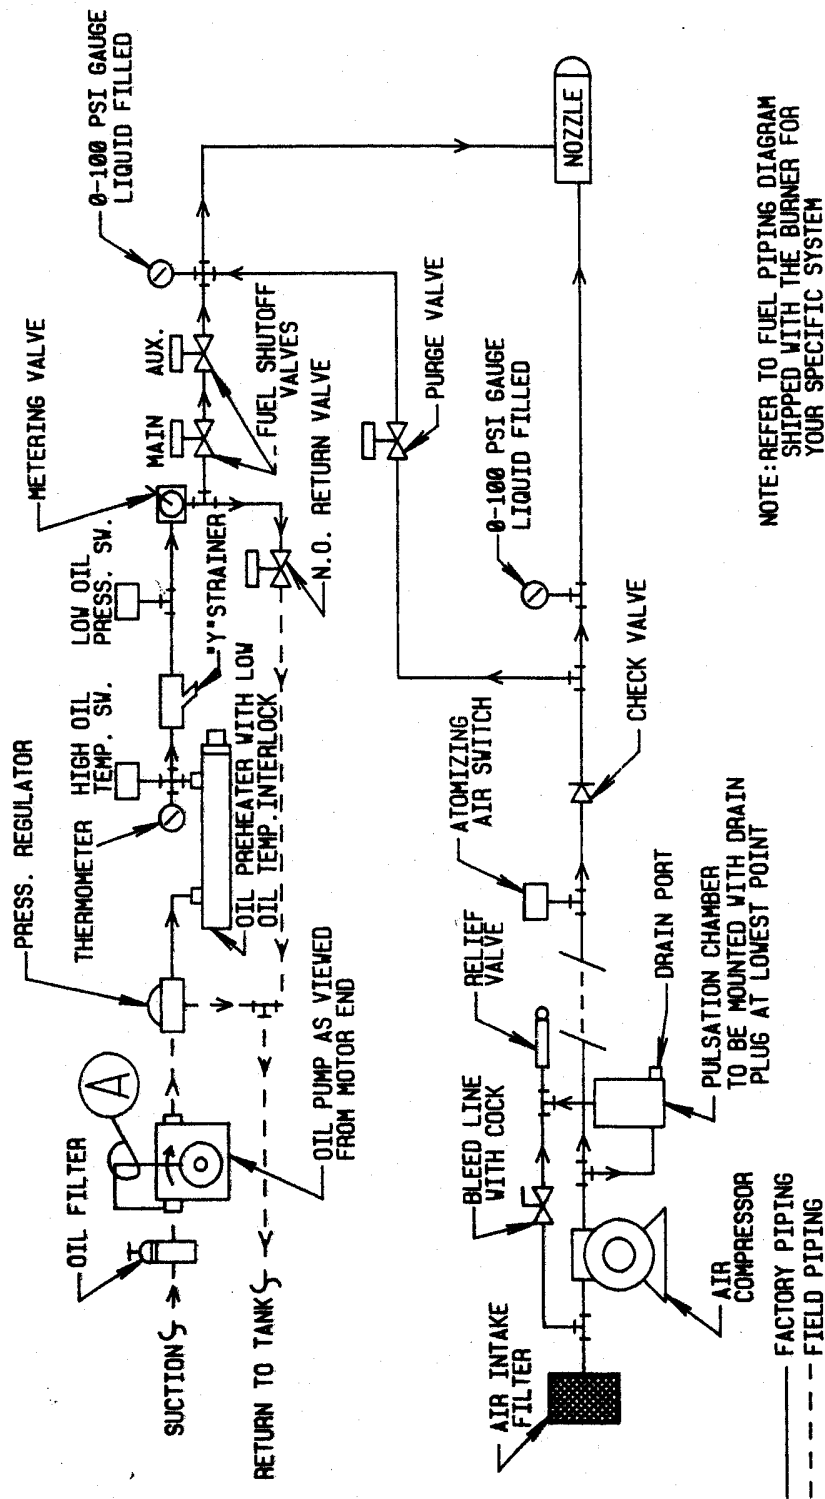 0-100 PSI GAUGE
LIQUID FILLED
METERING VALVE
MAIN
AUX.
FUEL SHUTOFF
VALVES
LOW OIL
PRESS. SW.
HIGH OIL
TEMP. SW.
"Y"STRAINER
N.O. RETURN VALVE
PRESS. REGULATOR
THERMOMETER
OIL PREHEATER WITH LOW
OIL TEMP.INTERLOCK
A
OIL FILTER
OIL PUMP AS VIEWED
FROM MOTOR END
SUCTION
RETURN TO TANK
NOZZLE
PURGE VALVE
0-100 PSI GAUGE
LIQUID FILLED
CHECK VALVE
ATOMIZING
AIR SWITCH
RELIEF
VALVE
DRAIN PORT
PULSATION CHAMBER
TO BE MOUNTED WITH DRAIN
PLUG AT LOWEST POINT
BLEED LINE
WITH COCK
AIR INTAKE
FILTER
AIR
COMPRESSOR
FACTORY PIPING
FIELD PIPING
NOTE:REFER TO FUEL PIPING DIAGRAM
SHIPPED WITH THE BURNER FOR
YOUR SPECIFIC SYSTEM